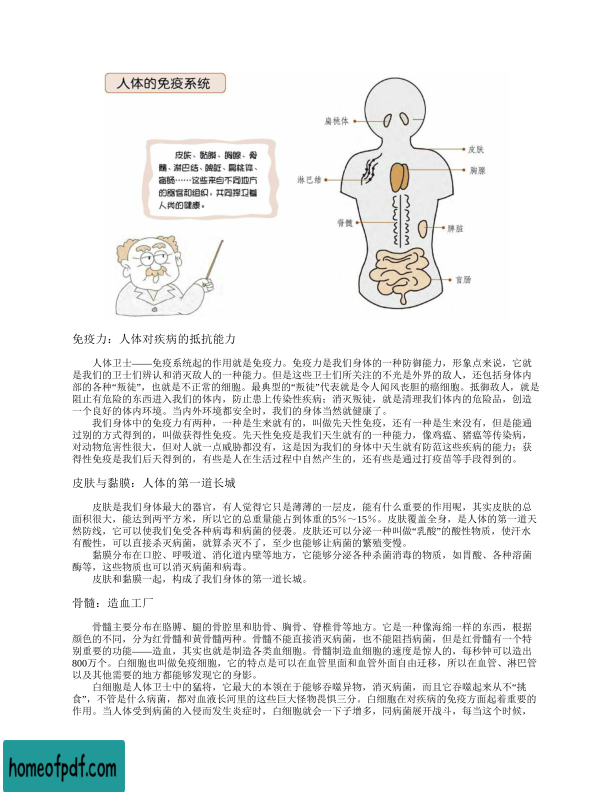 人体的免疫系统
皮肤、黏膜、胸腺、骨
髓、淋巴结、脾脏、扁桃体、
盲肠……这些来自不同地方
的器官和组织，共同捍卫着
人类的健康。
扁桃体
皮肤
胸腺
淋巴结
脊髓
脾脏
盲肠
免疫力：人体对疾病的抵抗能力
人体卫士——免疫系统起的作用就是免疫力。免疫力是我们身体的一种防御能力，形象点来说，它就
是我们的卫士们辨认和消灭敌人的一种能力。但是这些卫士们所关注的不光是外界的敌人，还包括身体内
部的各种“叛徒”，也就是不正常的细胞。最典型的“叛徒”代表就是令人闻风丧胆的癌细胞。抵御敌人，就是
阻止有危险的东西进入我们的体内，防止患上传染性疾病；消灭叛徒，就是清理我们体内的危险品，创造
一个良好的体内环境。当内外环境都安全时，我们的身体当然就健康了。
我们身体中的免疫力有两种，一种是生来就有的，叫做先天性免疫，还有一种是生来没有，但是能通
过别的方式得到的，叫做获得性免疫。先天性免疫是我们天生就有的一种能力，像鸡瘟、猪瘟等传染病，
对动物危害性很大，但对人就一点威胁都没有，这是因为我们的身体中天生就有防范这些疾病的能力；获
得性免疫是我们后天得到的，有些是人在生活过程中自然产生的，还有些是通过打疫苗等手段得到的。
皮肤与黏膜：人体的第一道长城
皮肤是我们身体最大的器官，有人觉得它只是薄薄的一层皮，能有什么重要的作用呢，其实皮肤的总
面积很大，能达到两平方米，所以它的总重量能占到体重的5%～15%。皮肤覆盖全身，是人体的第一道天
然防线，它可以使我们免受各种病毒和病菌的侵袭。皮肤还可以分泌一种叫做“乳酸”的酸性物质，使汗水
有酸性，可以直接杀灭病菌，就算杀灭不了，至少也能够让病菌的繁殖变慢。
黏膜分布在口腔、呼吸道、消化道内壁等地方，它能够分泌各种杀菌消毒的物质，如胃酸、各种溶菌
酶等，这些物质也可以消灭病菌和病毒。
皮肤和黏膜一起，构成了我们身体的第一道长城。
骨髓：造血工厂
骨髓主要分布在胳膊、腿的骨腔里和肋骨、胸骨、脊椎骨等地方。它是一种像海绵一样的东西，根据
颜色的不同，分为红骨髓和黄骨髓两种。骨髓不能直接消灭病菌，也不能阻挡病菌，但是红骨髓有一个特
别重要的功能——造血，其实也就是制造各类血细胞。骨髓制造血细胞的速度是惊人的，每秒钟可以造出
800万个。白细胞也叫做免疫细胞，它的特点是可以在血管里面和血管外面自由迁移，所以在血管、淋巴管
以及其他需要的地方都能够发现它的身影。
白细胞是人体卫士中的猛将，它最大的本领在于能够吞噬异物，消灭病菌，而且它吞噬起来从不“挑
食”，不管是什么病菌，都对血液长河里的这些巨大怪物畏惧三分。白细胞在对疾病的免疫方面起着重要的
作用。当人体受到病菌的入侵而发生炎症时，白细胞就会一下子增多，同病菌展开战斗，每当这个时候，
homeofpdf.com